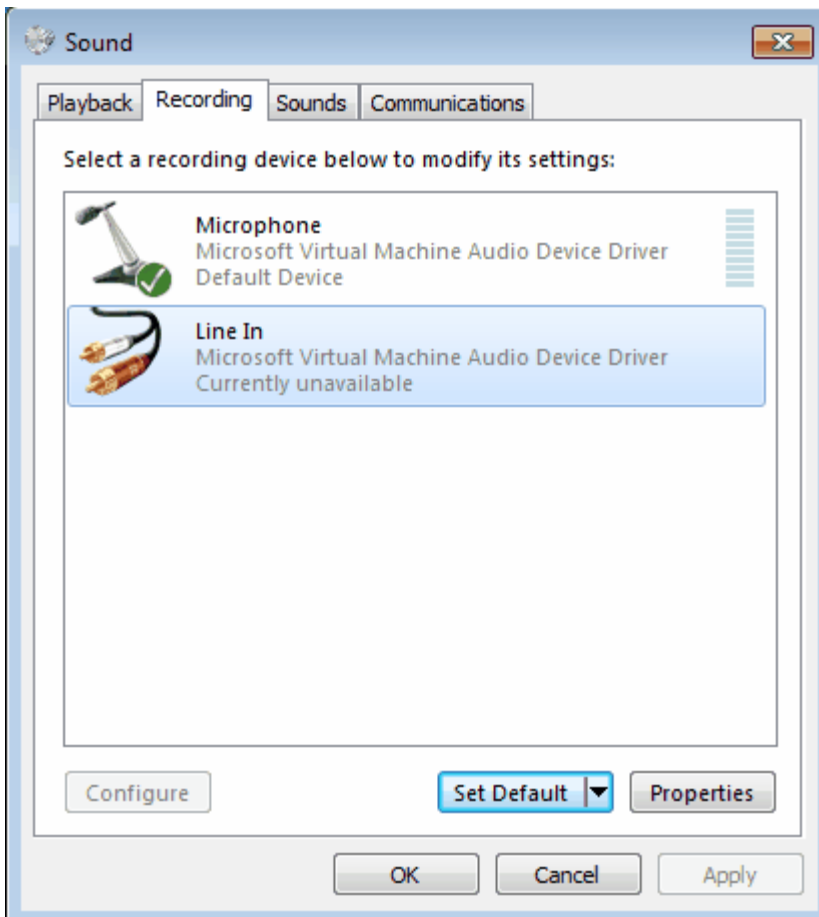 Sound
Playback Recording Sounds Communications
Select a recording device below to modify its settings:
Microphone
Microsoft Virtual Machine Audio Device Driver
Default Device
Line In
Microsoft Virtual Machine Audio Device Driver
Currently unavailable
Configure Set Default Properties
OK Cancel Apply